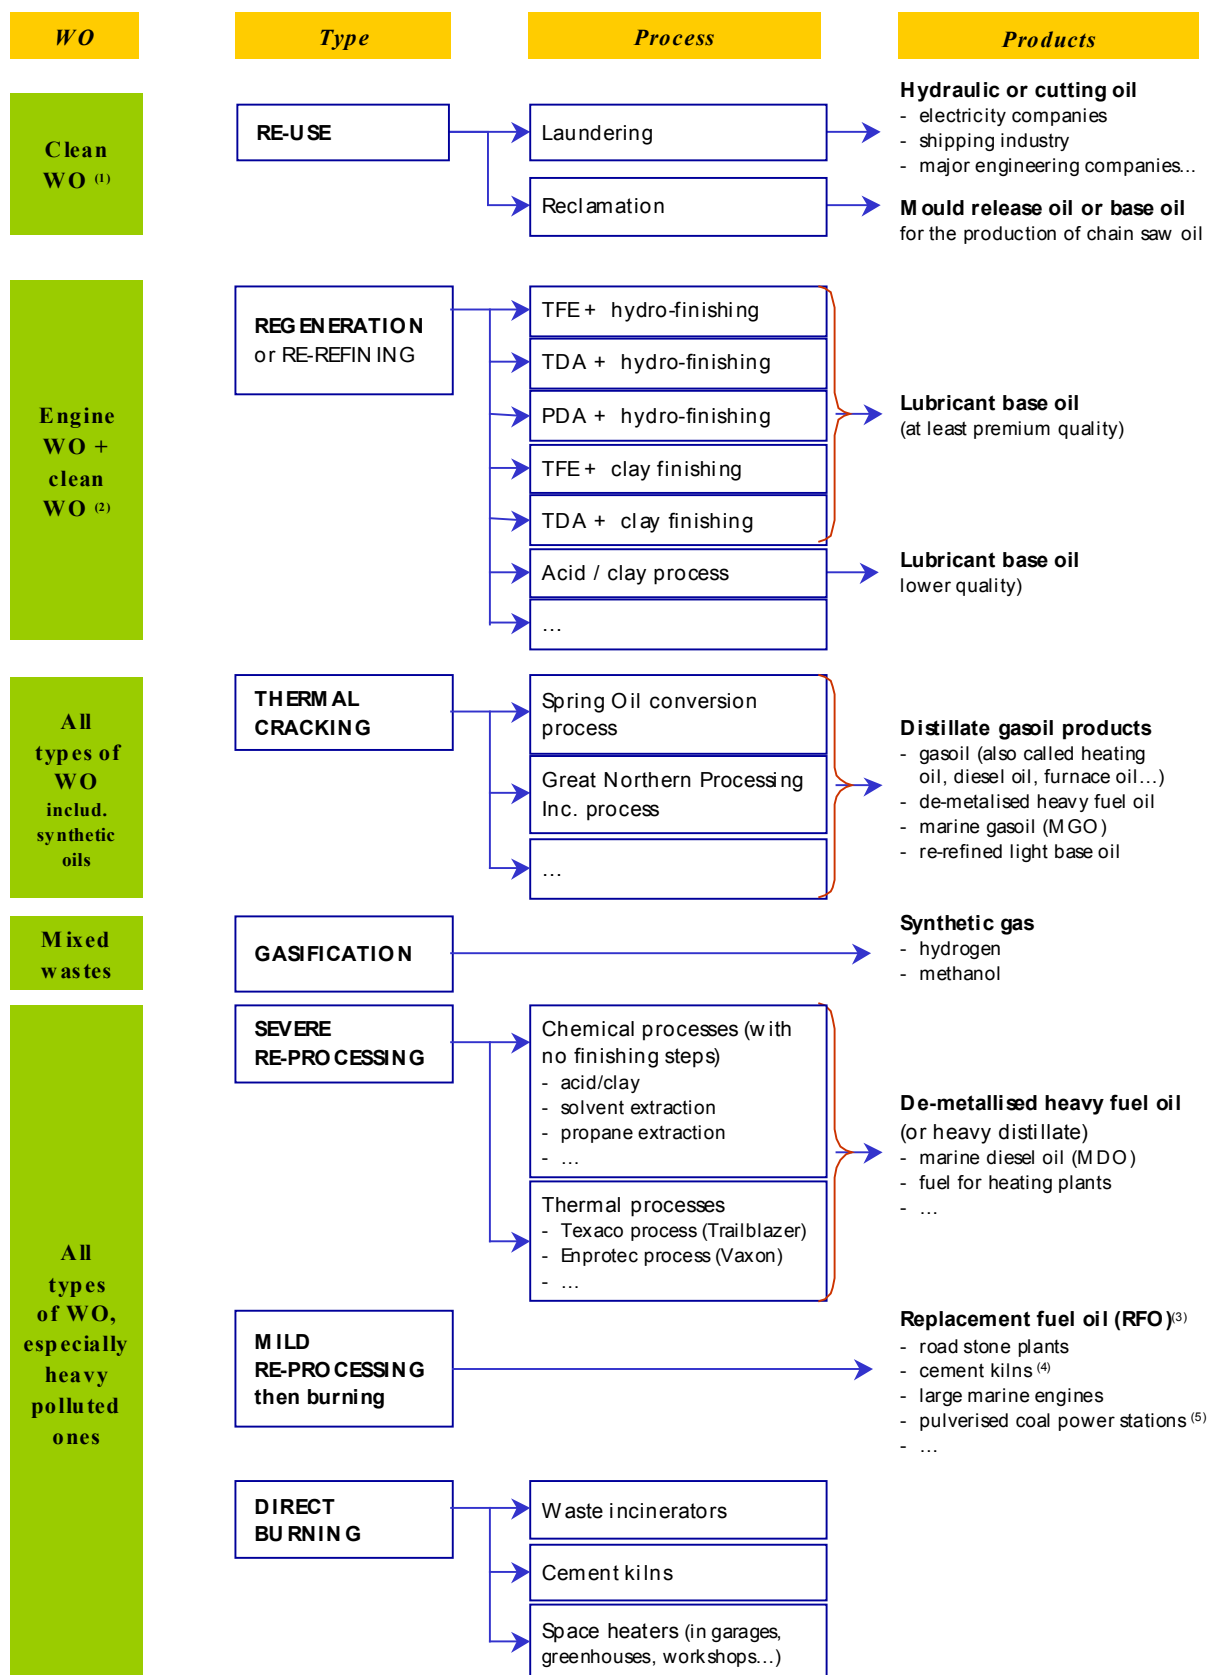 WO
Type
Process
Products
Clean
WO (1)
RE-USE
Laundering
Hydraulic or cutting oil
- electricity companies
- shipping industry
- major engineering companies...
Reclamation
Mould release oil or base oil
for the production of chain saw oil
Engine
WO +
clean
WO (2)
REGENERATION
or RE-REFINING
TFE + hydro-finishing
TDA + hydro-finishing
PDA + hydro-finishing
TFE + clay finishing
TDA + clay finishing
Lubricant base oil
(at least premium quality)
Acid / clay process
Lubricant base oil
lower quality)
...
All
types of
WO
includ.
synthetic
oils
THERMAL
CRACKING
Spring Oil conversion
process
Great Northern Processing
Inc. process
...
Distillate gasoil products
- gasoil (also called heating
oil, diesel oil, furnace oil...)
- de-metalised heavy fuel oil
- marine gasoil (MGO)
- re-refined light base oil
Mixed
wastes
GASIFICATION
Synthetic gas
- hydrogen
- methanol
All
types
of WO,
especially
heavy
polluted
ones
SEVERE
RE-PROCESSING
Chemical processes (with
no finishing steps)
- acid/clay
- solvent extraction
- propane extraction
- ...
Thermal processes
- Texaco process (Trailblazer)
- Enprotec process (Vaxon)
- ...
De-metallised heavy fuel oil
(or heavy distillate)
- marine diesel oil (MDO)
- fuel for heating plants
- ...
MILD
RE-PROCESSING
then burning
Replacement fuel oil (RFO)(3)
- road stone plants
- cement kilns (4)
- large marine engines
- pulverised coal power stations (5)
- ...
DIRECT
BURNING
Waste incinerators
Cement kilns
Space heaters (in garages,
greenhouses, workshops...)